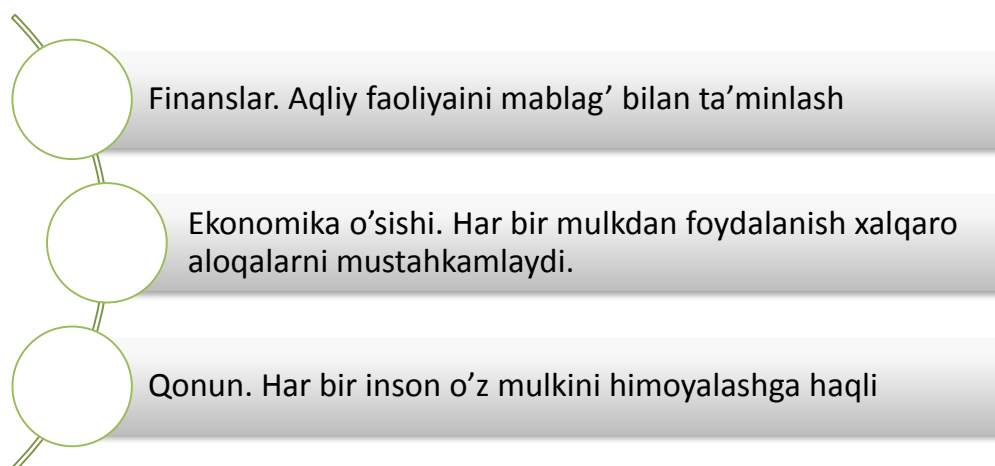 Finanslar. Aqliy faoliyaini mablag’ bilan ta’minlash
Ekonomika o’sishi. Har bir mulkdan foydalanish xalqaro
aloqalarni mustahkamlaydi.
Qonun. Har bir inson o’z mulkini himoyalashga haqli